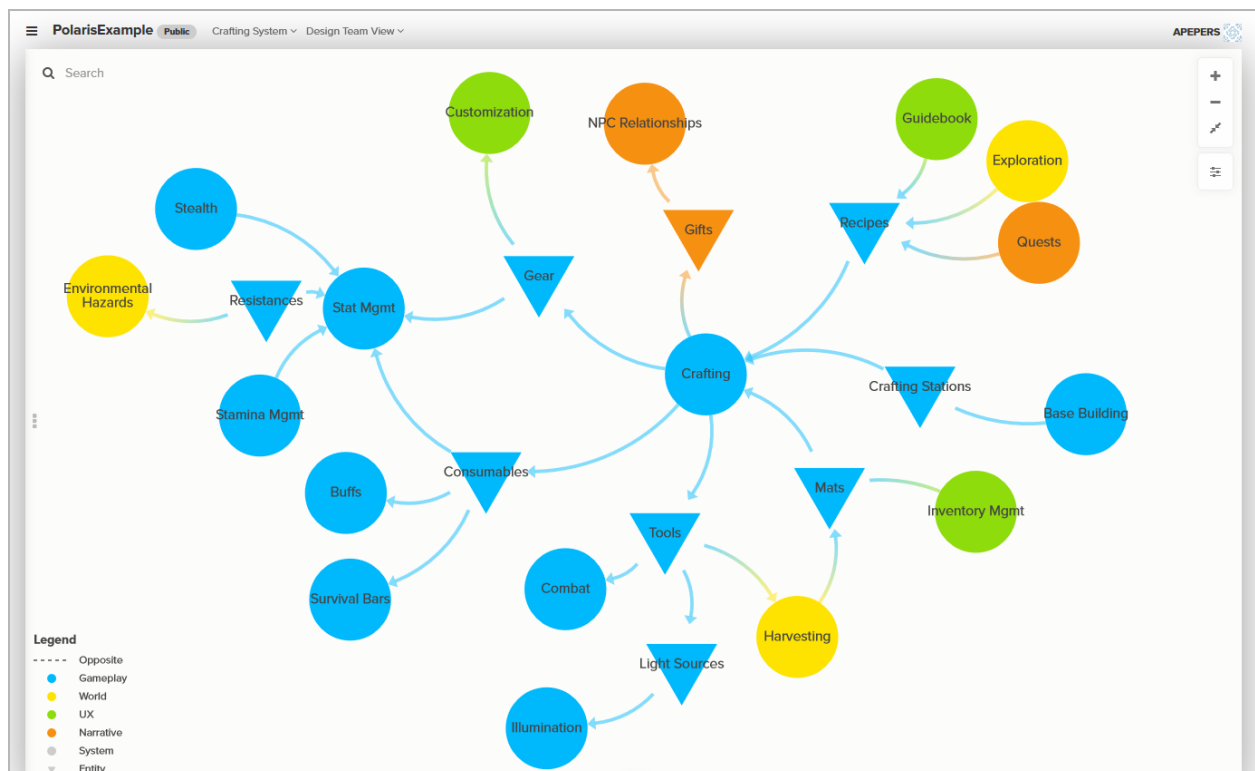 PolarisExample
Public
Crafting System
Design Team View
APEPERS
Search
Customization
NPC Relationships
Guidebook
Exploration
Stealth
Recipes
Gifts
Quests
Gear
Environmental
Hazards
Resistances
Stat Mgmt
Crafting
Crafting Stations
Stamina Mgmt
Base Building
Consumables
Buffs
Mats
Inventory Mgmt
Tools
Combat
Survival Bars
Harvesting
Light Sources
Illumination
Legend
Opposite
Gameplay
World
UX
Narrative
System
Entity